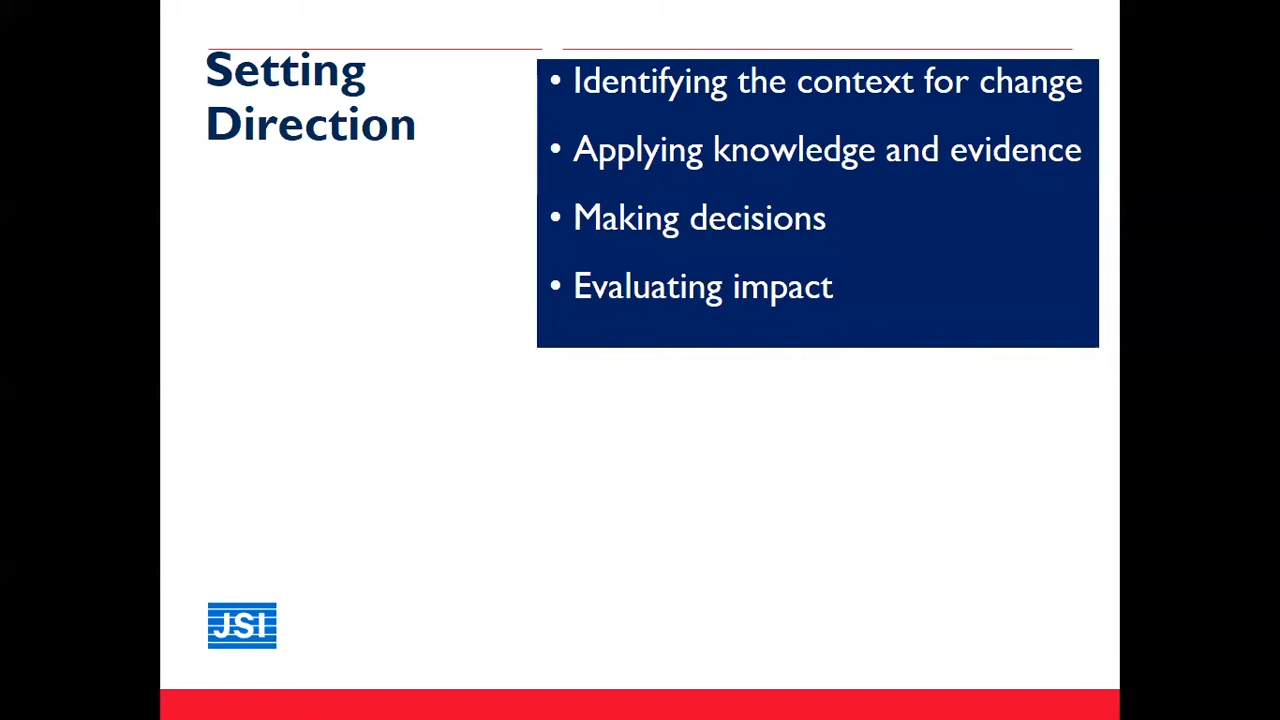 Setting
Direction
• Identifying the context for change
• Applying knowledge and evidence
• Making decisions
• Evaluating impact
JSI